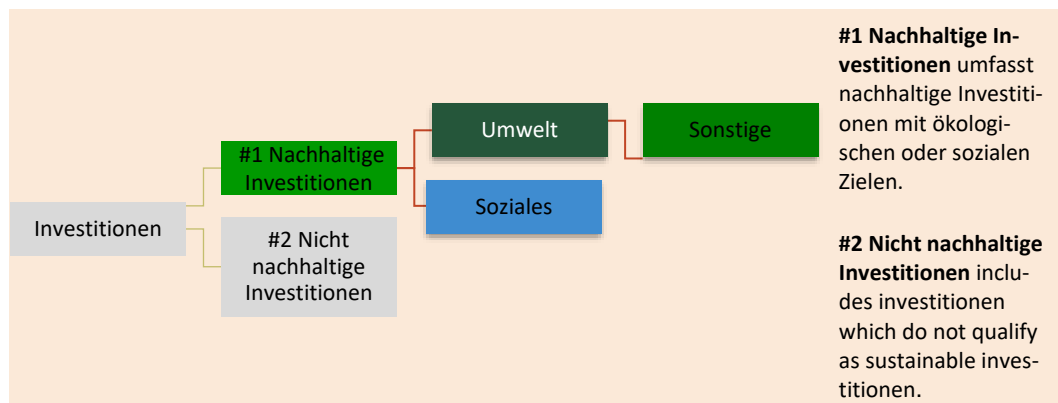 Investitionen
#1 Nachhaltige
Investitionen
#2 Nicht
nachhaltige
Investitionen
Umwelt
Soziales
Sonstige
#1 Nachhaltige In-
vestitionen umfasst
nachhaltige Investiti-
onen mit ökologi-
schen oder sozialen
Zielen.
#2 Nicht nachhaltige
Investitionen inclu-
des investitionen
which do not qualify
as sustainable inves-
titionen.